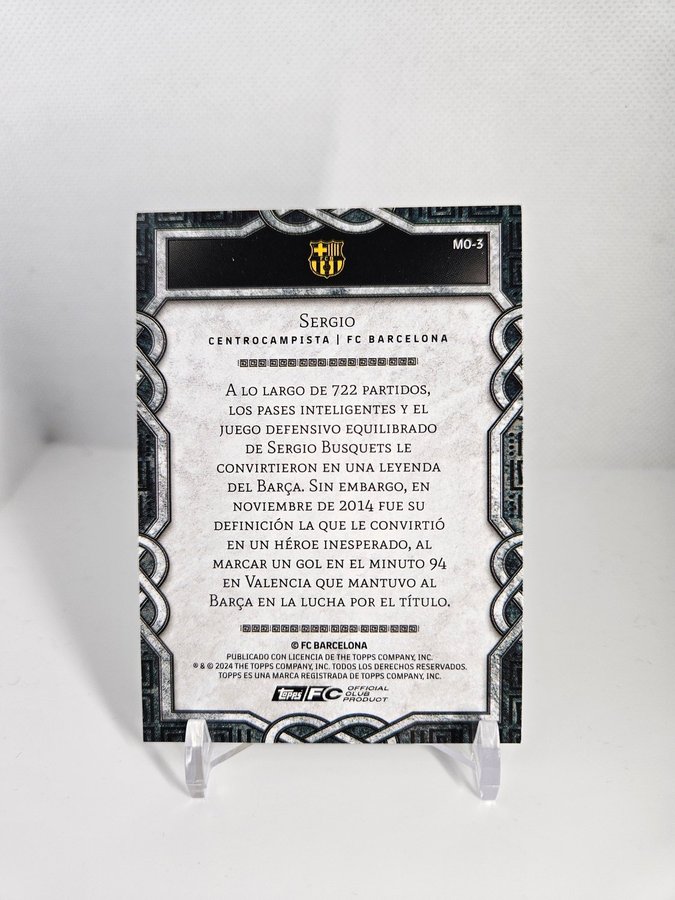 MO-3
Sergio
CENTROCAMPISTA | FC BARCELONA
A lo largo de 722 partidos,
los pases inteligentes y el
juego defensivo equilibrado
de Sergio Busquets le
convirtieron en una leyenda
del Barça. Sin embargo, en
noviembre de 2014 fue su
definición la que le convirtió
en un héroe inesperado, al
marcar un gol en el minuto 94
en Valencia que mantuvo al
Barça en la lucha por el título.
© FC BARCELONA
PUBLICADO CON LICENCIA DE THE TOPPS COMPANY, INC.
® & © 2024 THE TOPPS COMPANY, INC. TODOS LOS DERECHOS RESERVADOS.
TOPPS ES UNA MARCA REGISTRADA DE TOPPS COMPANY, INC.
Topps FC OFFICIAL
CLUB
PRODUCT